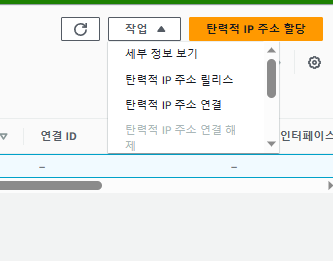 작업
탄력적 IP 주소 할당
세부 정보 보기
탄력적 IP 주소 릴리스
탄력적 IP 주소 연결
탄력적 IP 주소 연결 해
제
연결 ID
인터페이스
–
–